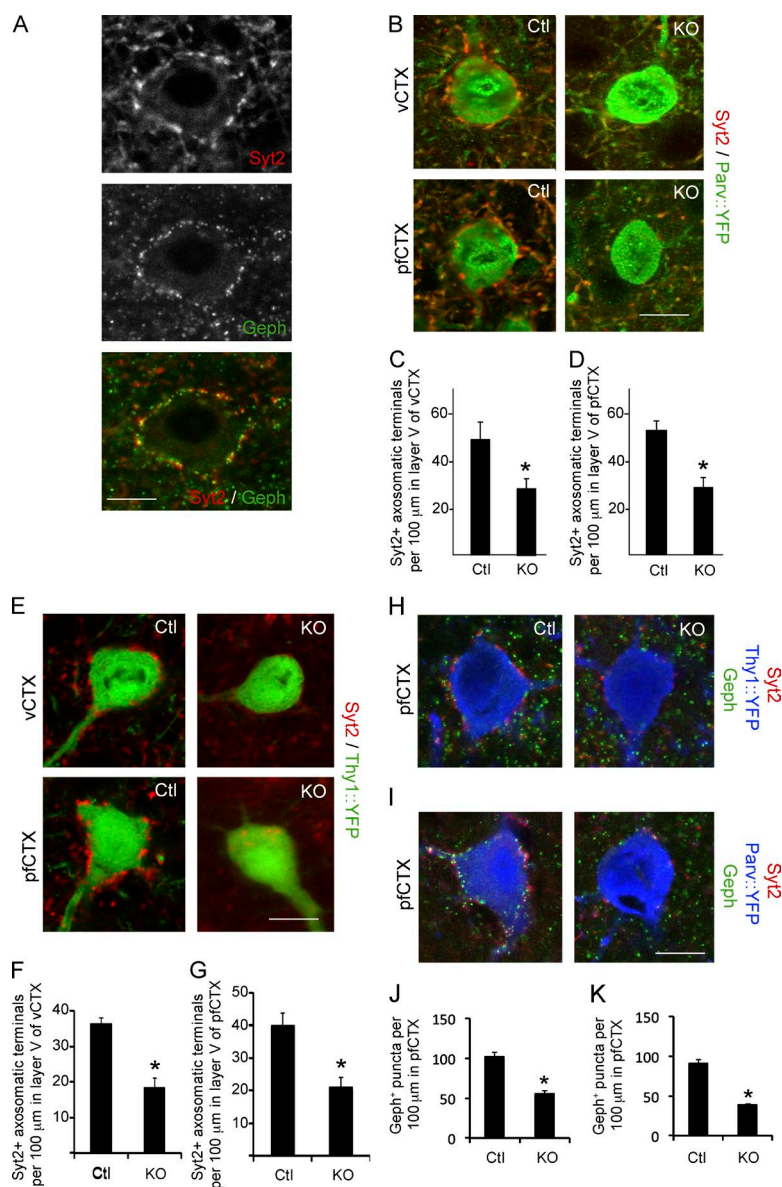 A
Syt2
Geph
Syt2 / Geph
B
Ctl
KO
vCTX
Ctl
KO
pfCTX
Syt2 / Parv::YFP
C
Syt2+ axosomatic terminals
per 100 µm in layer V of vCTX
60
40
20
*
Ctl
KO
D
Syt2+ axosomatic terminals
per 100 µm in layer V of pfCTX
60
40
20
*
Ctl
KO
E
Ctl
KO
vCTX
Ctl
KO
pfCTX
Syt2 / Thy1::YFP
H
Ctl
KO
pfCTX
Syt2
Thy1::YFP
Geph
I
pfCTX
Syt2
Parv::YFP
Geph
F
Syt2+ axosomatic terminals
per 100 µm in layer V of vCTX
40
30
20
10
*
Ctl
KO
G
Syt2+ axosomatic terminals
per 100 µm in layer V of pfCTX
50
40
30
20
10
0
*
Ctl
KO
J
Geph+ puncta per
100 µm in pfCTX
150
100
50
0
*
Ctl
KO
K
Geph+ puncta per
100 µm in pfCTX
150
100
50
0
*
Ctl
KO